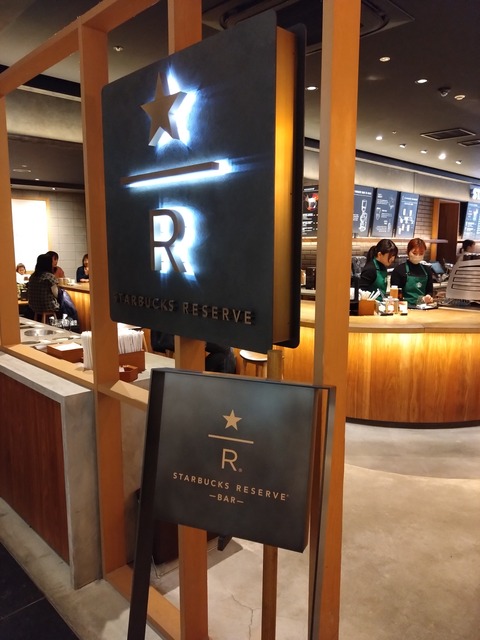 R
STARBUCKS RESERVE
R®
STARBUCKS RESERVE®
—BAR—